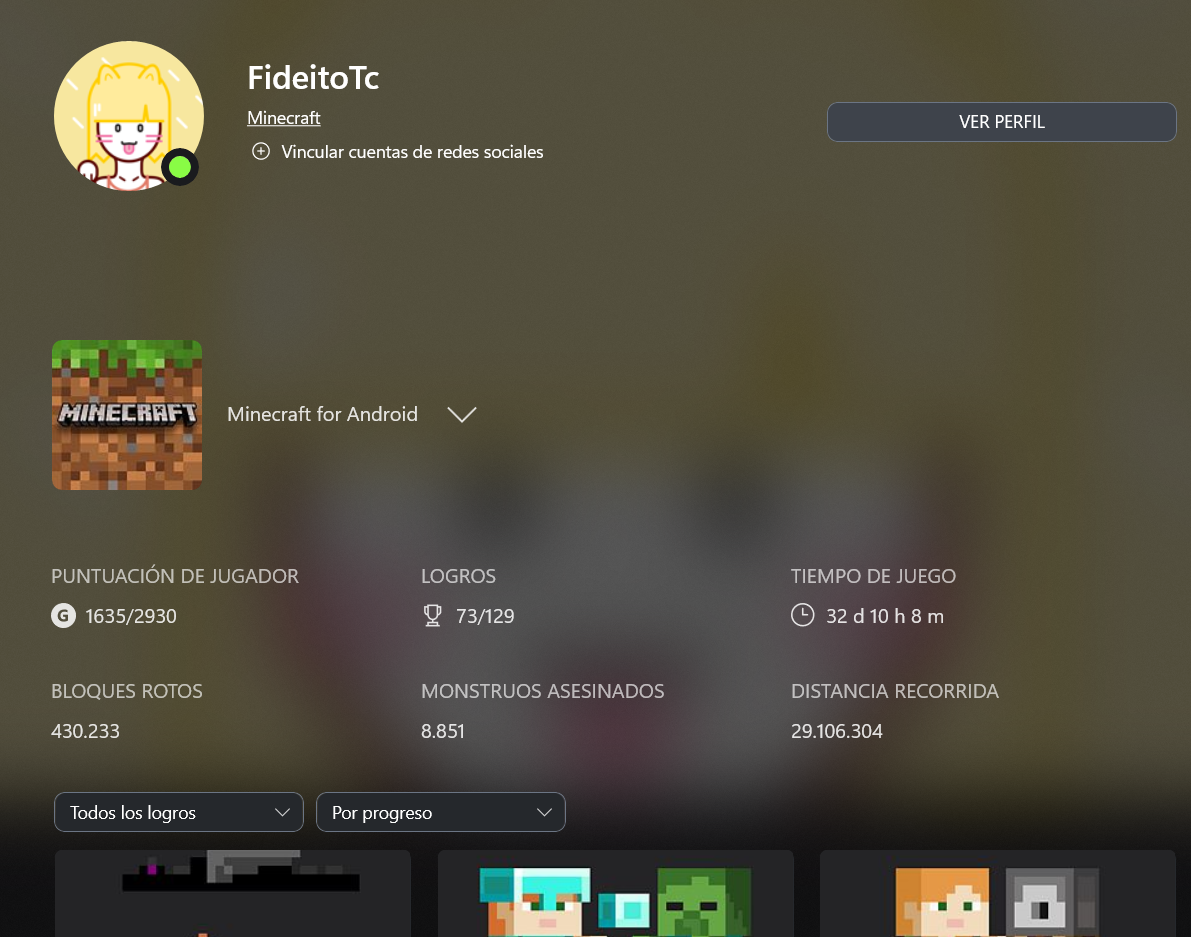 FideitoTc
Minecraft
Vincular cuentas de redes sociales
VER PERFIL
MINECRAFT
Minecraft for Android
PUNTUACIÓN DE JUGADOR
LOGROS
TIEMPO DE JUEGO
G 1635/2930
73/129
32 d 10 h 8 m
BLOQUES ROTOS
MONSTRUOS ASESINADOS
DISTANCIA RECORRIDA
430.233
8.851
29.106.304
Todos los logros
Por progreso